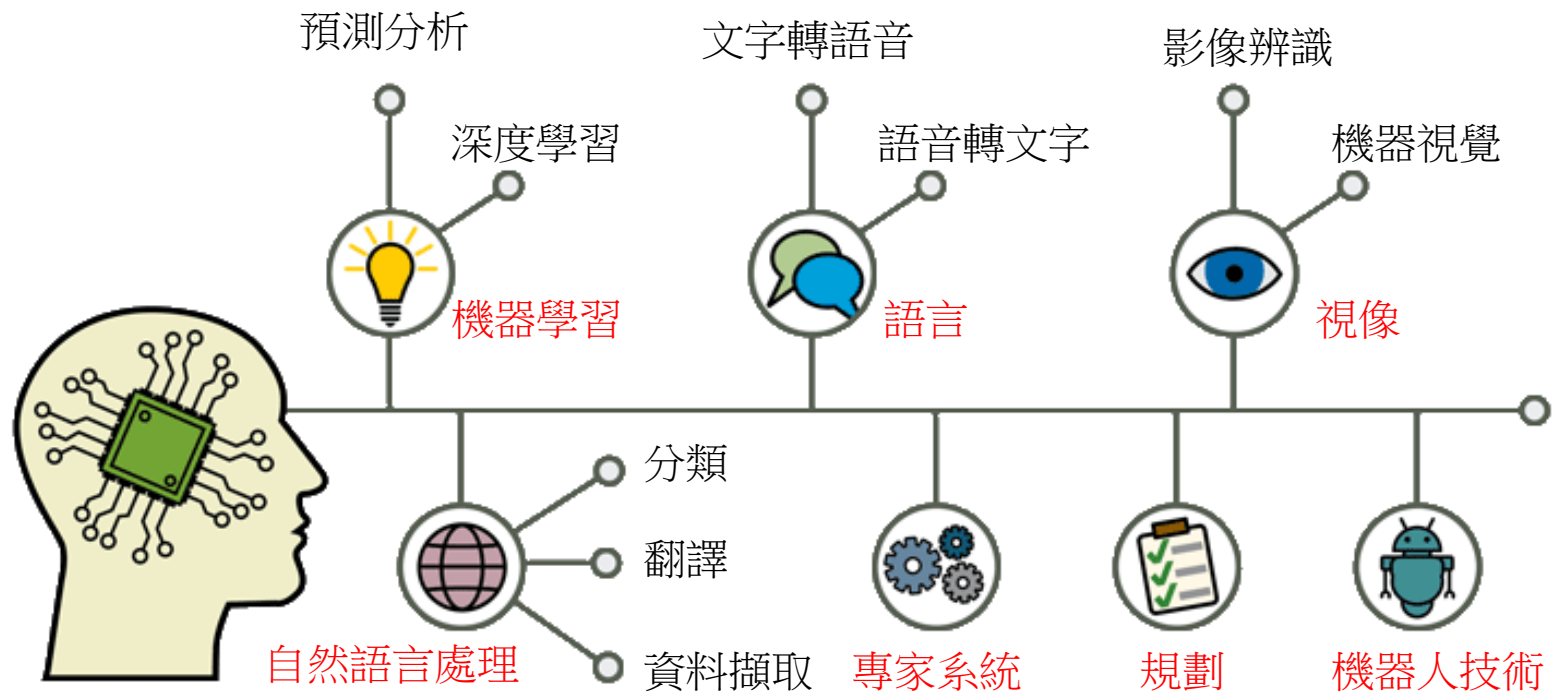 預測分析
文字轉語音
影像辨識
深度學習
語音轉文字
機器視覺
機器學習
語言
視像
分類
翻譯
資料擷取
自然語言處理
專家系統
規劃
機器人技術